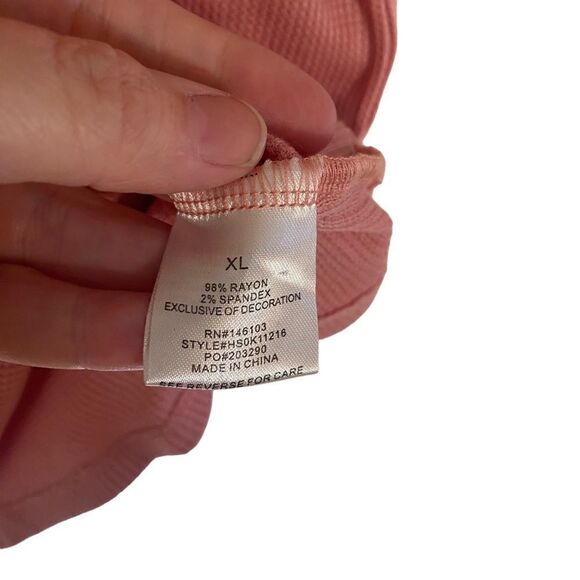 XL
98% RAYON
2% SPANDEX
EXCLUSIVE OF DECORATION
RN#146103
STYLE#HS0K11216
PO#203290
MADE IN CHINA
SEE REVERSE FOR CARE